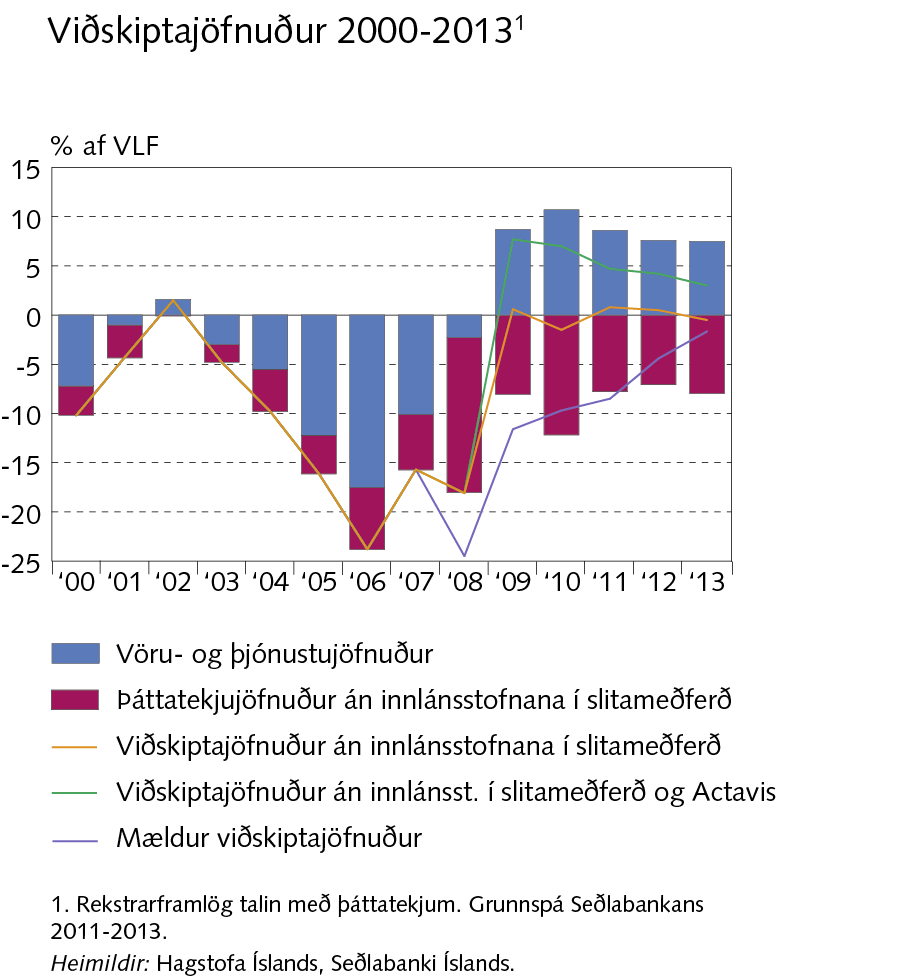 Viðskiptajöfnuður 2000-2013¹
% af VLF
15
10
5
0
-5
-10
-15
-20
-25
‘00 ‘01 ‘02 ‘03 ‘04 ‘05 ‘06 ‘07 ‘08 ‘09 ‘10 ‘11 ‘12 ‘13
Vöru- og þjónustujöfnuður
Þáttatekjujöfnuður án innlánsstofnana í slitameðferð
Viðskiptajöfnuður án innlánsstofnana í slitameðferð
Viðskiptajöfnuður án innlánsst. í slitameðferð og Actavis
Mældur viðskiptajöfnuður
1. Rekstrarframlög talin með þáttatekjum. Grunnspá Seðlabankans
2011-2013.
Heimildir: Hagstofa Íslands, Seðlabanki Íslands.